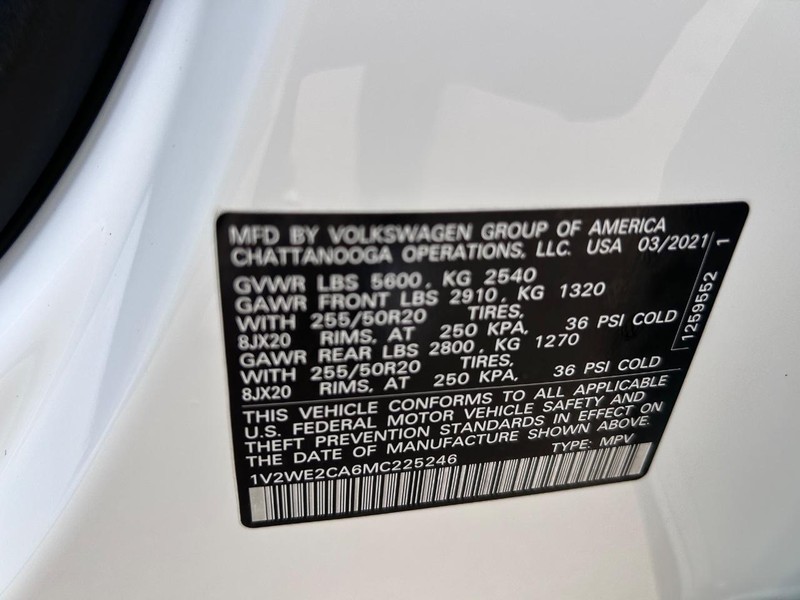 MFD BY VOLKSWAGEN GROUP OF AMERICA
CHATTANOOGA OPERATIONS, LLC. USA 03/2021
GVWR LBS 5600, KG 2540
GAWR FRONT LBS 2910, KG 1320
WITH 255/50R20 TIRES,
8JX20 RIMS, AT 250 KPA, 36 PSI COLD
GAWR REAR LBS 2800, KG 1270
WITH 255/50R20 TIRES,
8JX20 RIMS, AT 250 KPA, 36 PSI COLD
THIS VEHICLE CONFORMS TO ALL APPLICABLE
U.S. FEDERAL MOTOR VEHICLE SAFETY AND
THEFT PREVENTION STANDARDS IN EFFECT ON
THE DATE OF MANUFACTURE SHOWN ABOVE.
1V2WE2CA6MC225246 TYPE: MPV
1259552 1